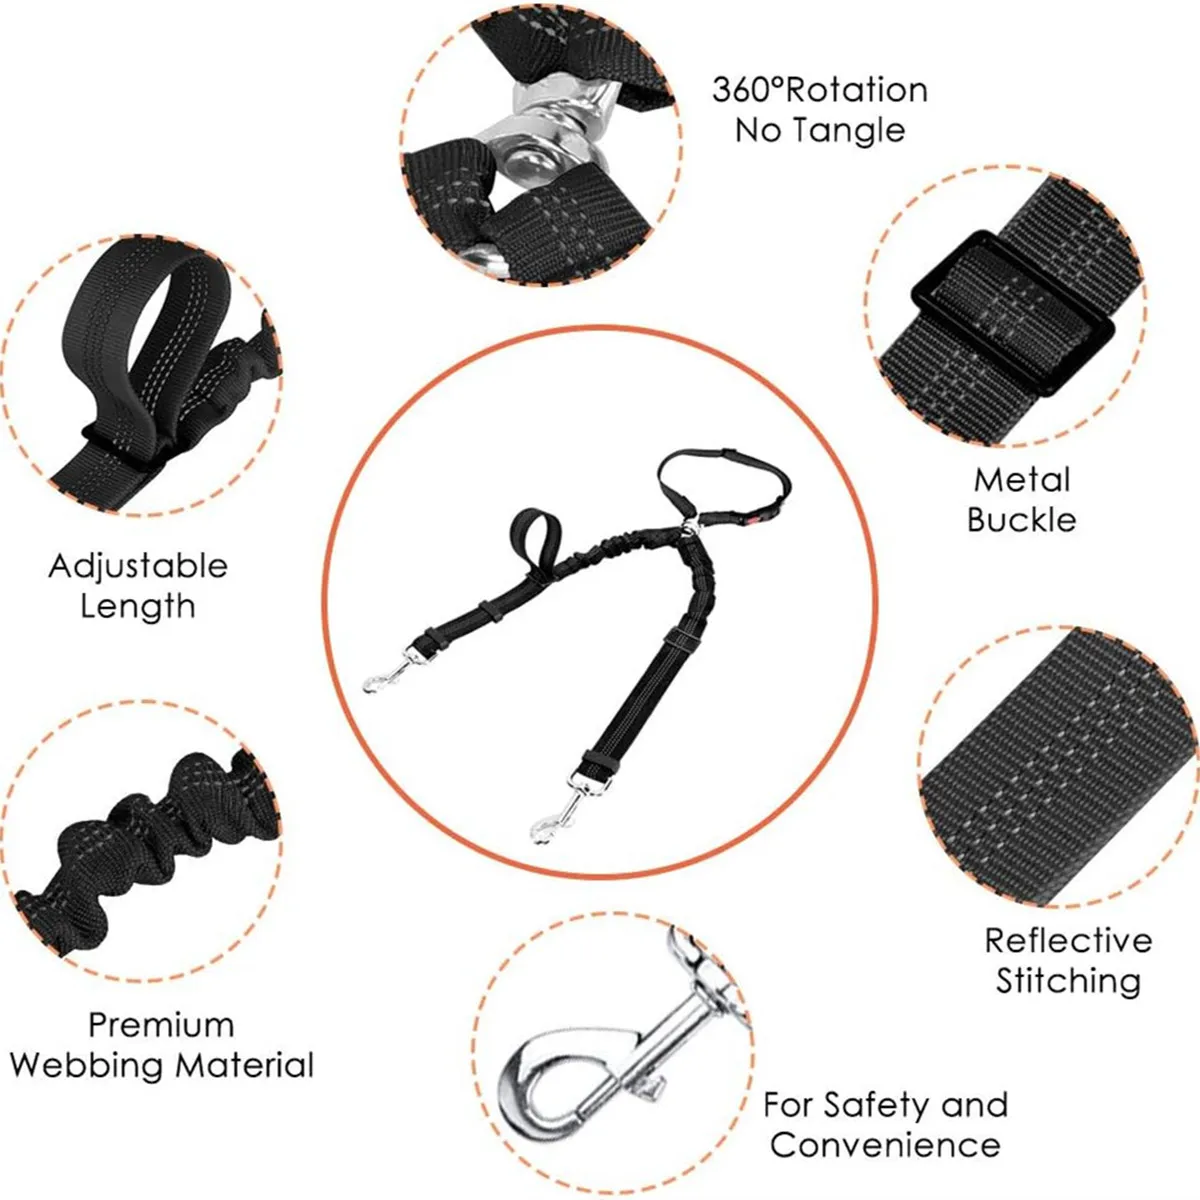 360°Rotation
No Tangle
Metal
Buckle
Adjustable
Length
Reflective
Stitching
Premium
Webbing Material
For Safety and
Convenience